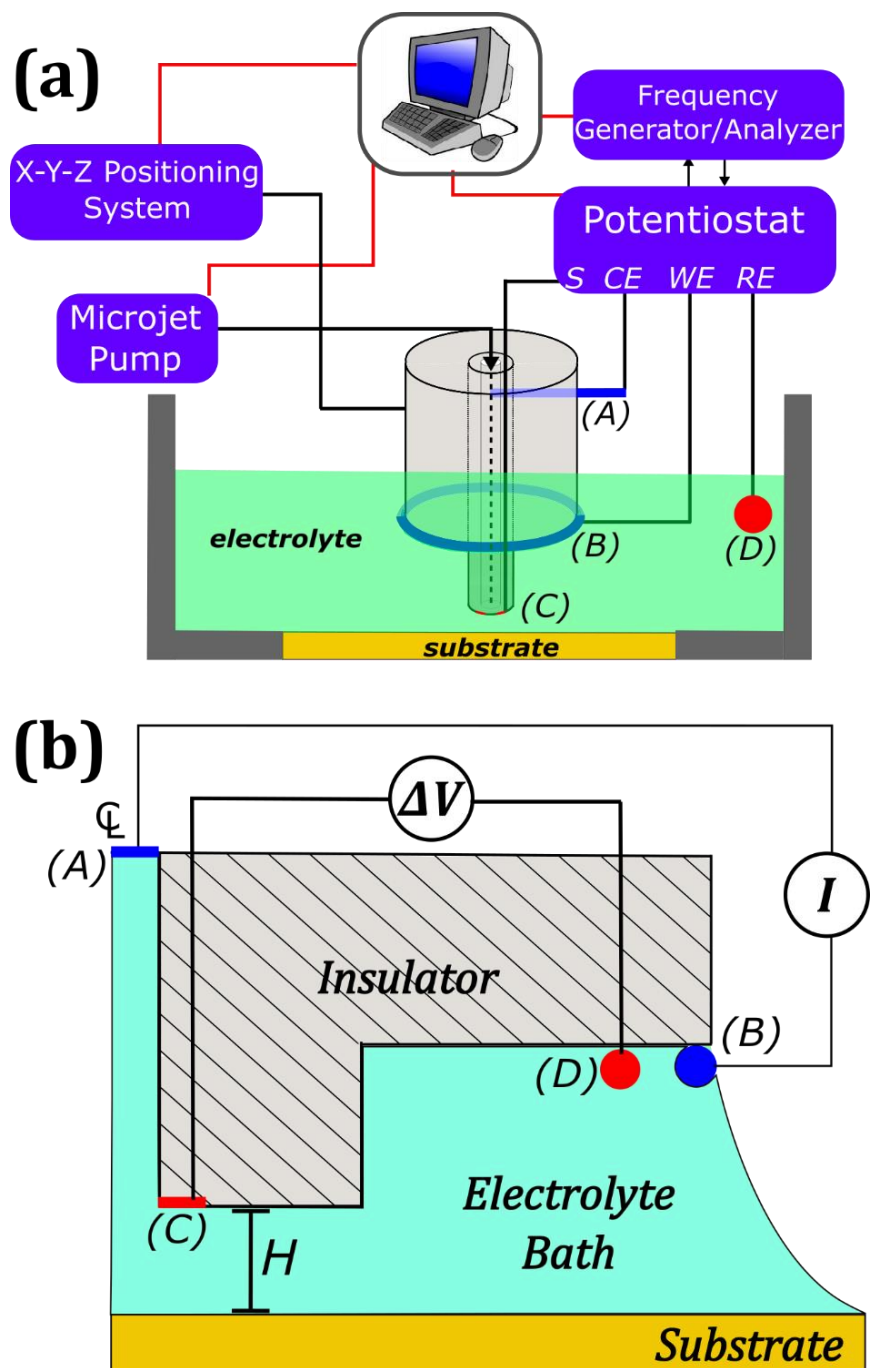 (a)
Frequency
Generator/Analyzer
X-Y-Z Positioning
System
Potentiostat
S CE WE RE
Microjet
Pump
(A)
electrolyte
(B)
(D)
(C)
substrate
(b)
ΔV
℄
(A)
I
Insulator
(B)
(D)
(C)
H
Electrolyte
Bath
Substrate